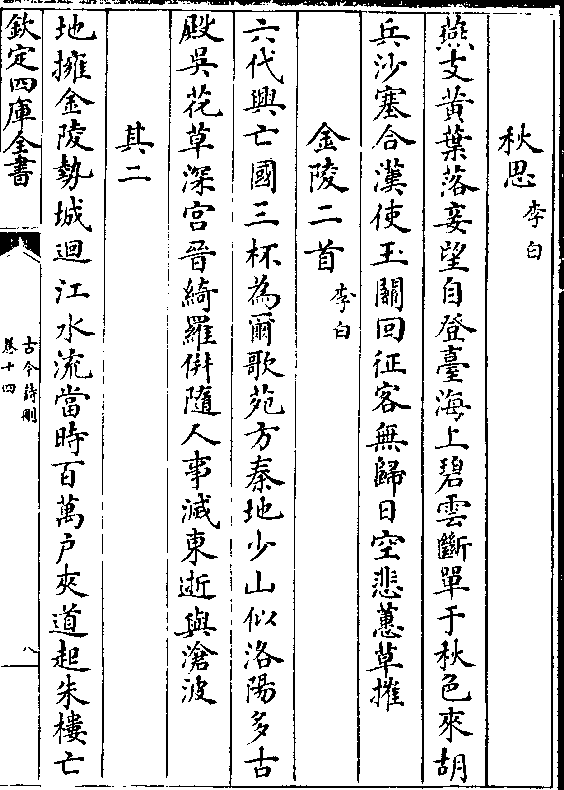 秋思 李白
燕支黃葉落妾望自登臺海上碧雲斷單于秋色來胡
兵沙塞合漢使玉關回征客無歸日空悲蕙草摧
金陵二首 李白
六代興亡國三杯為爾歌苑方秦地少山似洛陽多古
殿吳花草深宮晉綺羅併隨人事滅東逝與滄波
其二
地擁金陵勢城迴江水流當時百萬戶夾道起朱樓亡
欽定四庫全書
古今詩刪
卷十四
八